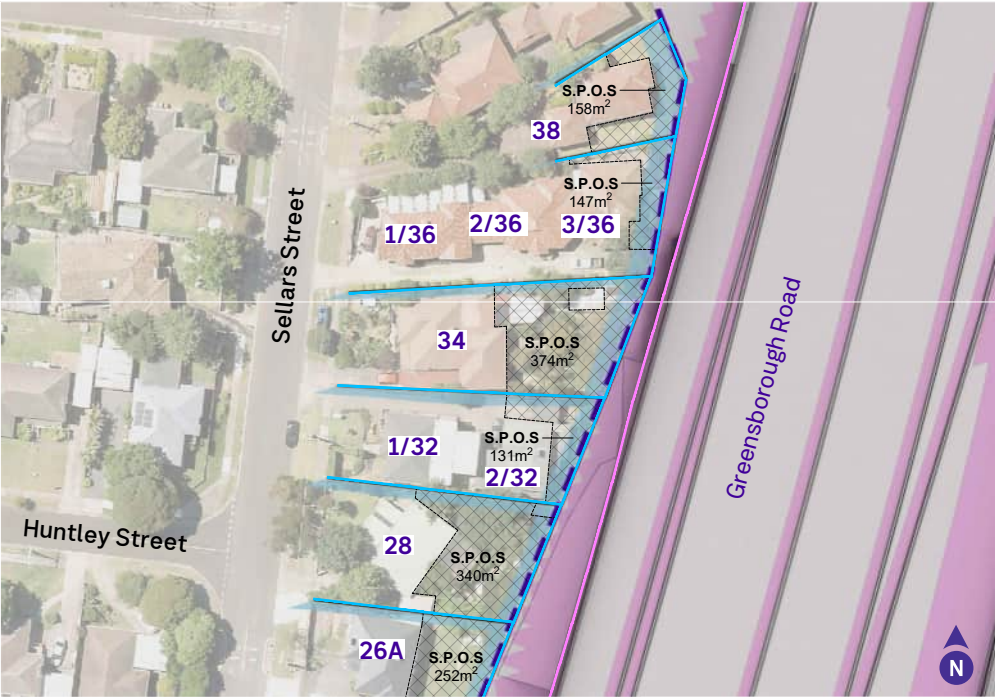 S.P.O.S
158m²
38
S.P.O.S
147m²
1/36
2/36
3/36
Sellars Street
34
S.P.O.S
374m²
Greensborough Road
1/32
S.P.O.S
131m²
2/32
Huntley Street
28
S.P.O.S
340m²
26A
S.P.O.S
252m²
N